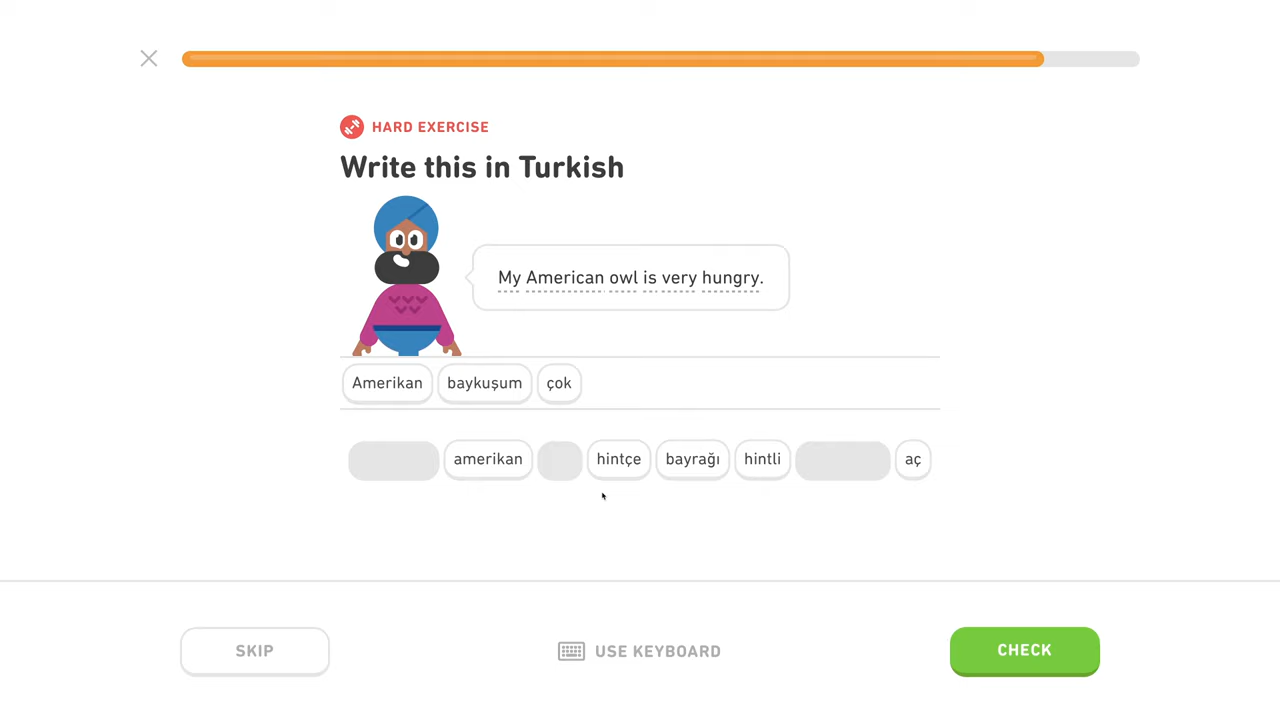 HARD EXERCISE
Write this in Turkish
My American owl is very hungry.
Amerikan baykuşum çok
amerikan hintçe bayrağı hintli aç
SKIP USE KEYBOARD CHECK